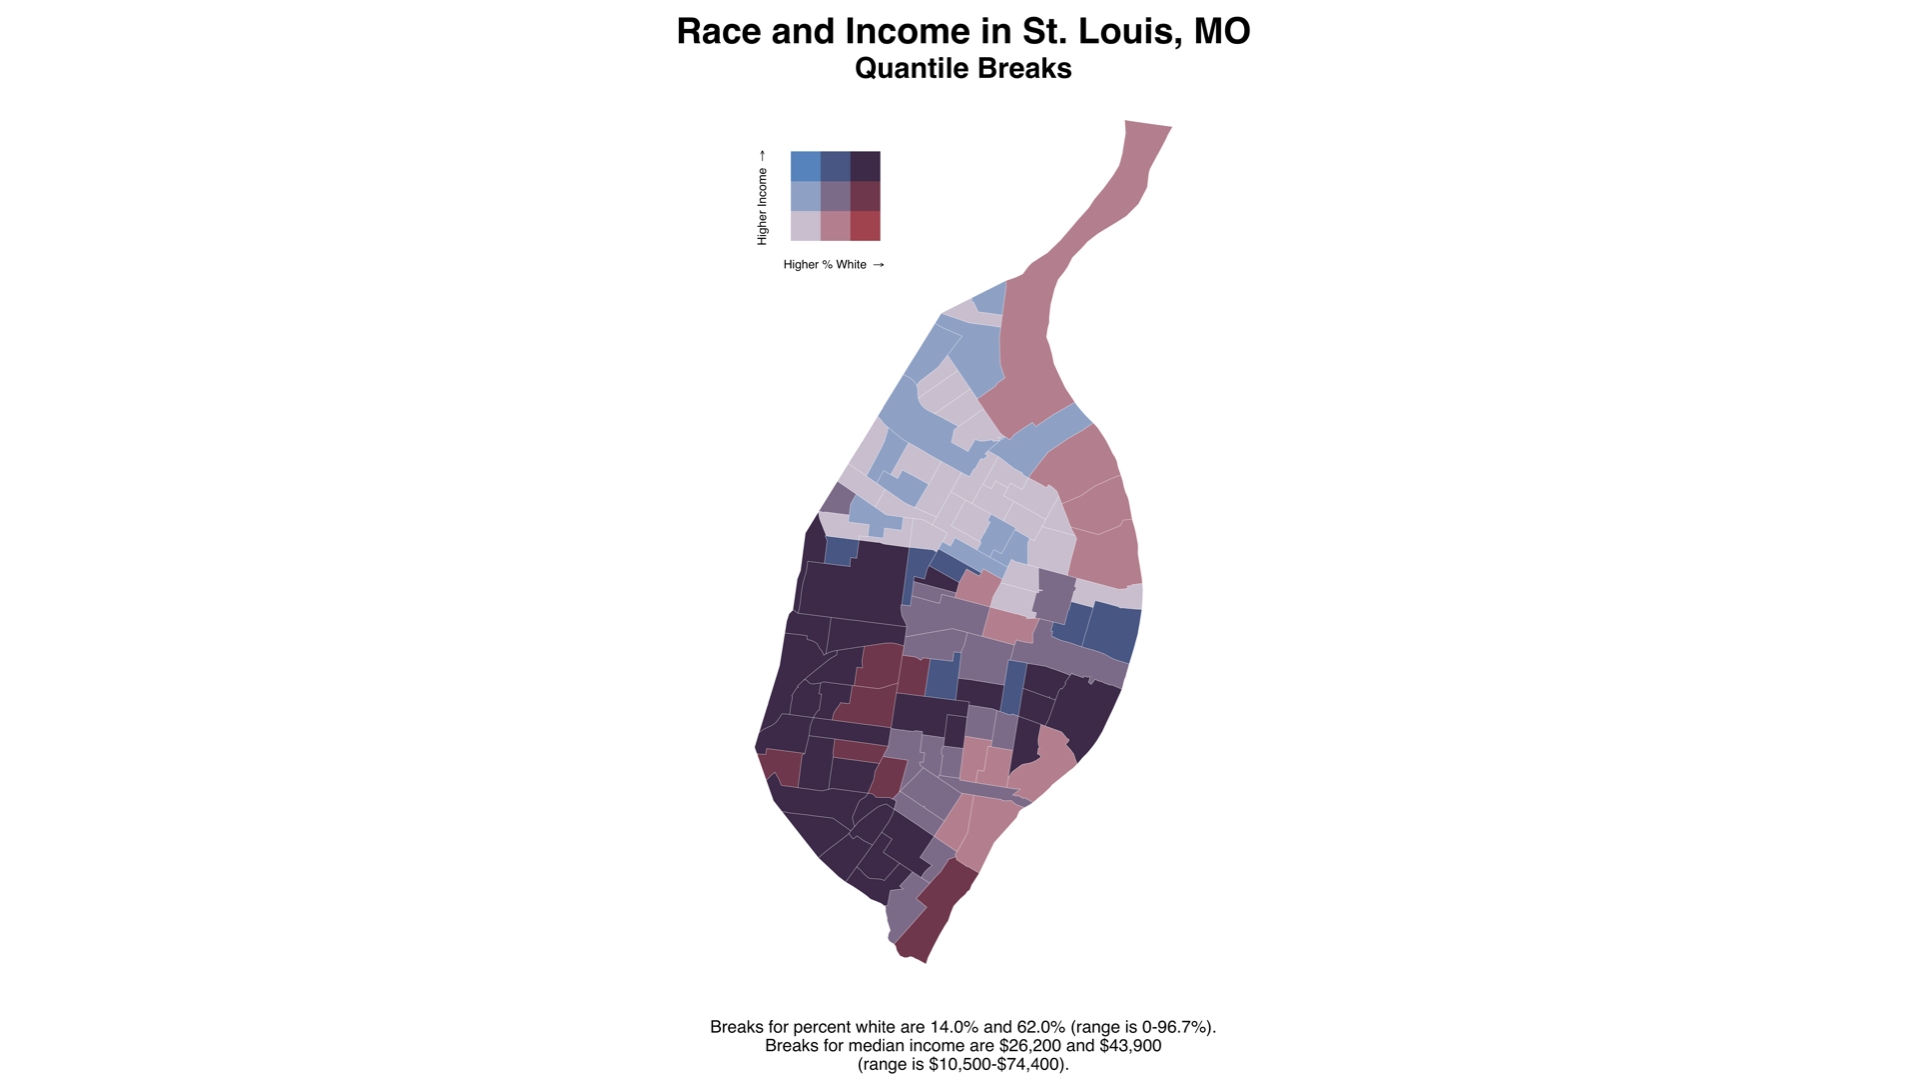 Race and Income in St. Louis, MO
Quantile Breaks
Higher Income →
Higher % White →
Breaks for percent white are 14.0% and 62.0% (range is 0-96.7%).
Breaks for median income are $26,200 and $43,900
(range is $10,500-$74,400).